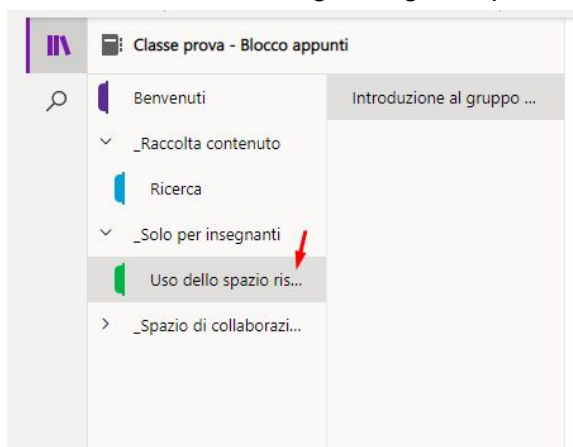 Classe prova - Blocco appunti
Benvenuti
Introduzione al gruppo ...
_Raccolta contenuto
Ricerca
_Solo per insegnanti
Uso dello spazio ris...
_Spazio di collaborazi...